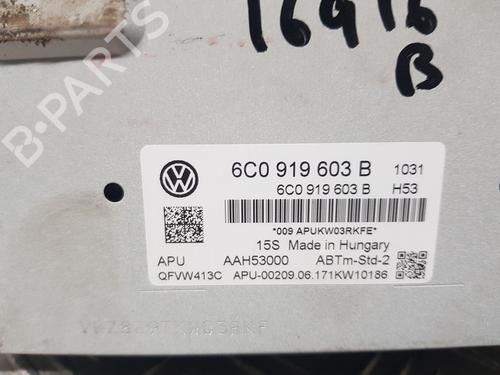 16916
B
B-PARTS
6C0 919 603 B 1031
6C0 919 603 B H53
*009 APUKW03RKFE*
15S Made in Hungary
APU AAH53000 ABTm-Std-2
QFVW413C APU-00209.06.171KW10186